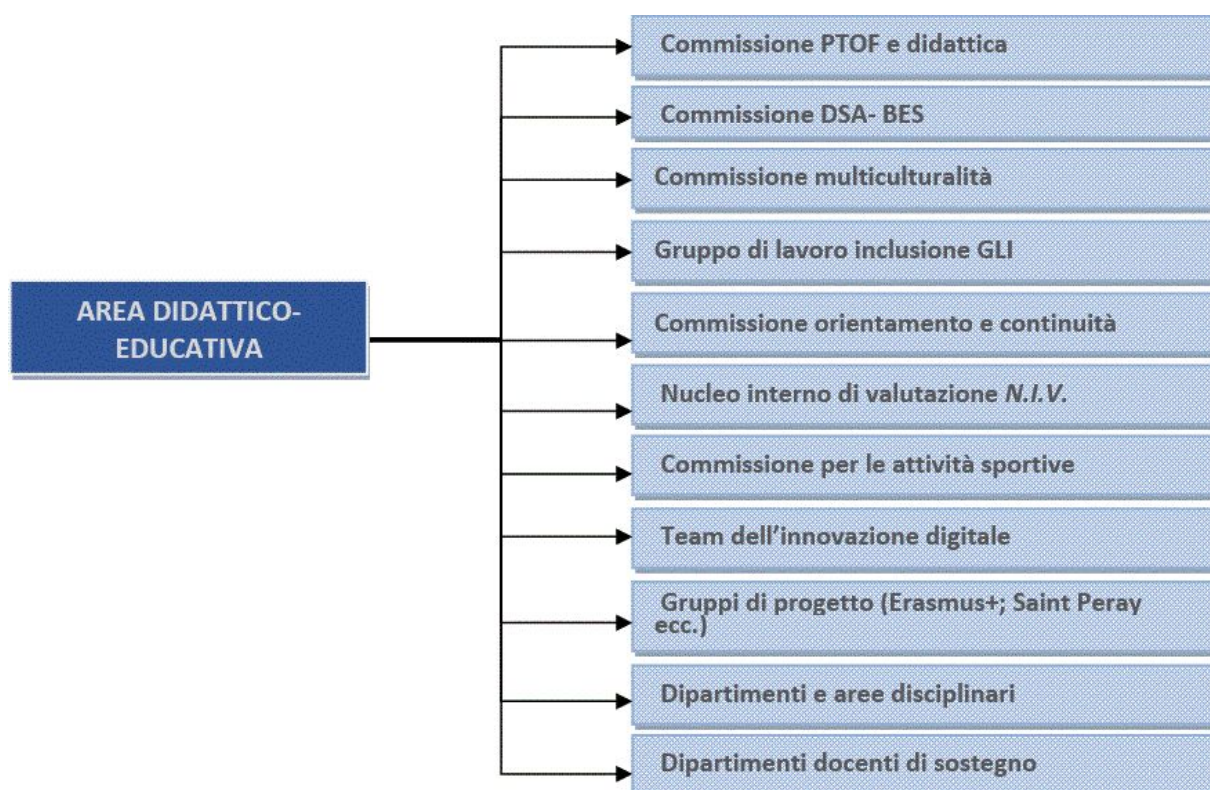 AREA DIDATTICO-
EDUCATIVA
Commissione PTOF e didattica
Commissione DSA- BES
Commissione multiculturalità
Gruppo di lavoro inclusione GLI
Commissione orientamento e continuità
Nucleo interno di valutazione N.I.V.
Commissione per le attività sportive
Team dell’innovazione digitale
Gruppi di progetto (Erasmus+; Saint Peray
ecc.)
Dipartimenti e aree disciplinari
Dipartimenti docenti di sostegno